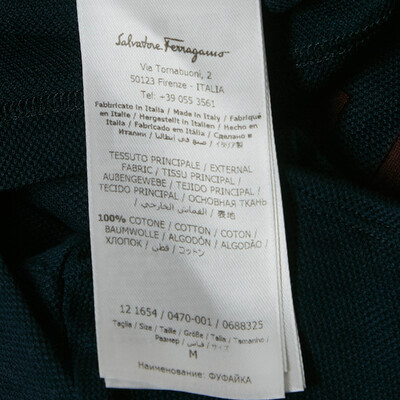 Salvatore Ferragamo
Via Tornabuoni, 2
50123 Firenze - ITALIA
Tel: +39 055 3561
Fabbricato in Italia / Made in Italy / Fabriqué
en Italie / Hergestellt in Italien / Hecho en
Italia / Fabricado em Itália / Сделано в
Италии / صنع في إيطاليا / イタリア製
TESSUTO PRINCIPALE / EXTERNAL
FABRIC / TISSU PRINCIPAL /
AUßENGEWEBE / TEJIDO PRINCIPAL /
TECIDO PRINCIPAL / ОСНОВНАЯ ТКАНЬ
/ القماش الخارجي / 表地
100% COTONE / COTTON / COTON /
BAUMWOLLE / ALGODÓN / ALGODÃO /
ХЛОПОК / قطن / コットン
12 1654 / 0470-001 / 0688325
Taglia / Size / Taille / Größe / Talla / Tamanho /
Размер / قياس / サイズ
M
Наименование: ФУФАЙКА